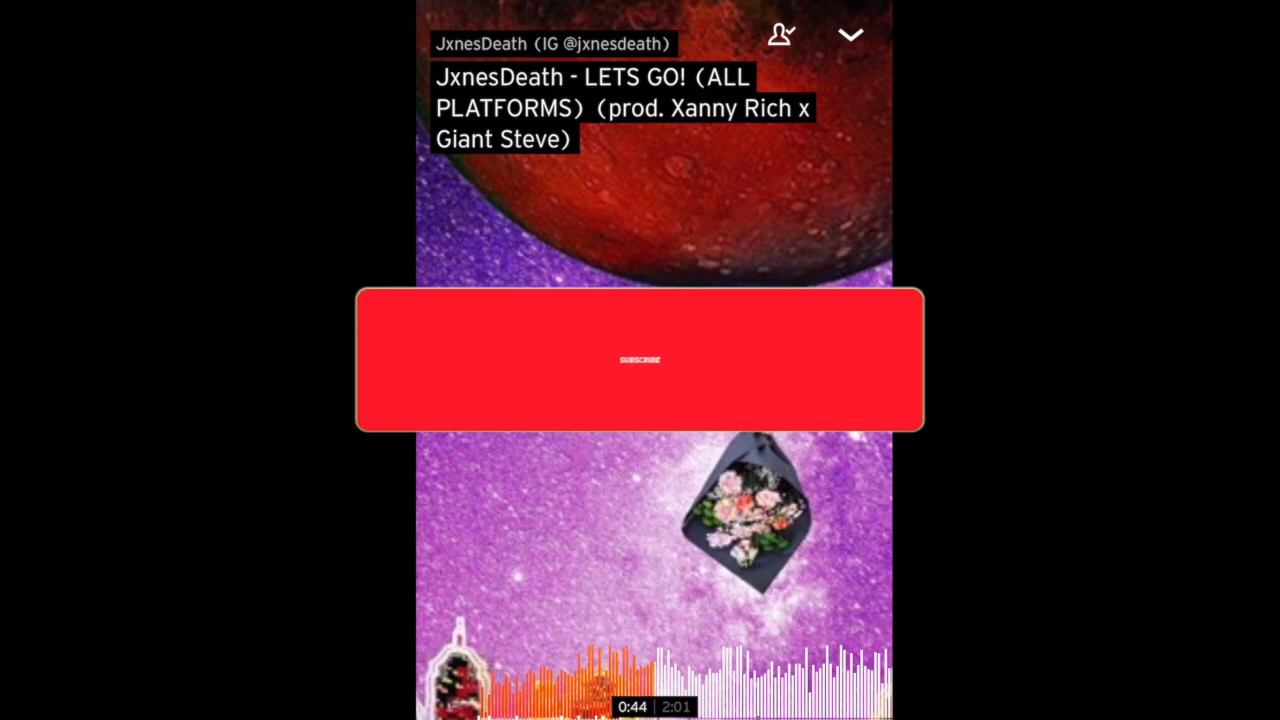 JxnesDeath (IG @jxnesdeath)
JxnesDeath - LETS GO! (ALL
PLATFORMS) (prod. Xanny Rich x
Giant Steve)
SUBSCRIBE
0:44 | 2:01